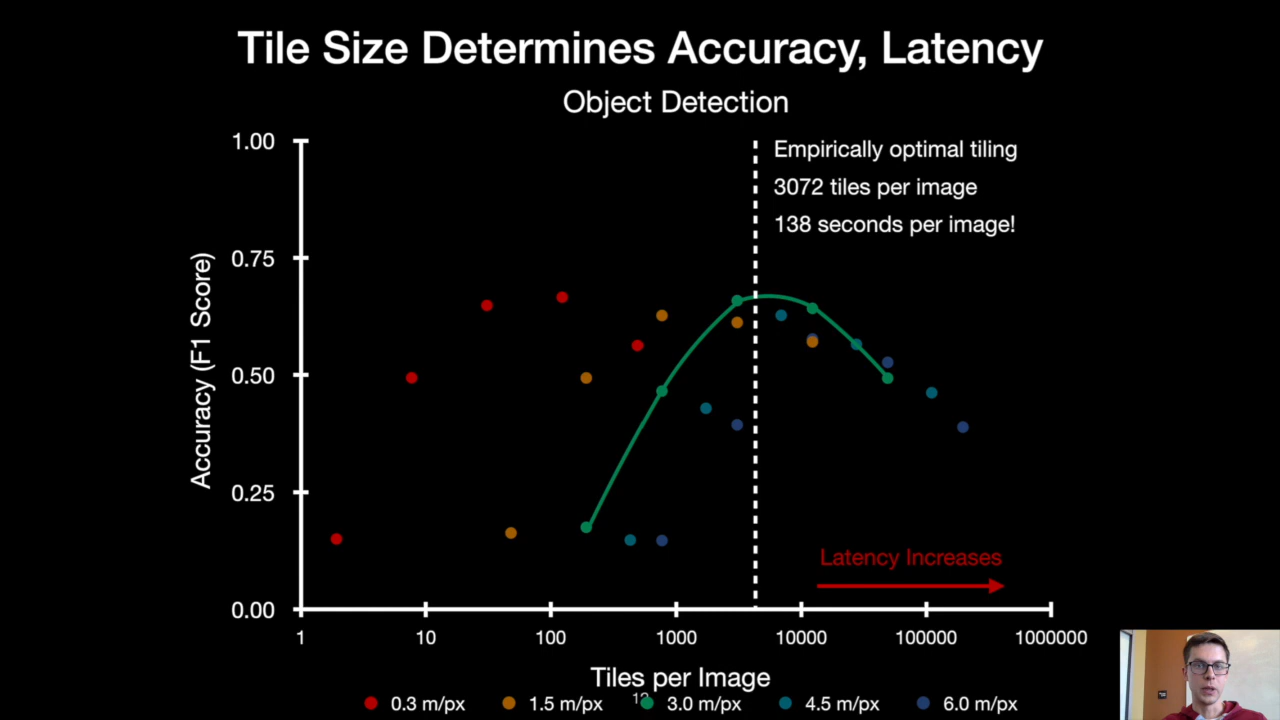 Tile Size Determines Accuracy, Latency
Object Detection
1.00
0.75
0.50
0.25
0.00
Accuracy (F1 Score)
Empirically optimal tiling
3072 tiles per image
138 seconds per image!
Latency Increases
1 10 100 1000 10000 100000 1000000
Tiles per Image
0.3 m/px 1.5 m/px 3.0 m/px 4.5 m/px 6.0 m/px